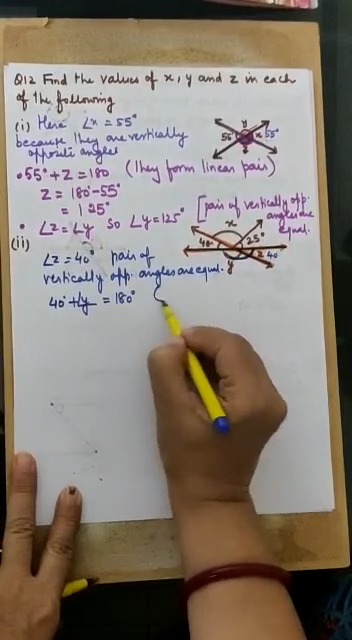 Q12 Find the values of x, y and z in each
of the following
(i) Here ∠x = 55°
because they are vertically
opposite angles
y
55° x 55°
z
• 55° + Z = 180 (they form linear pair)
Z = 180° - 55°
= 125°
• ∠Z = ∠y So ∠y = 125° [pair of vertically opp.
angles are
equal.
(ii)
x
40° 25°
y z 40°
∠Z = 40° pair of
vertically opp. angles are equal.
40° + ∠y = 180° (